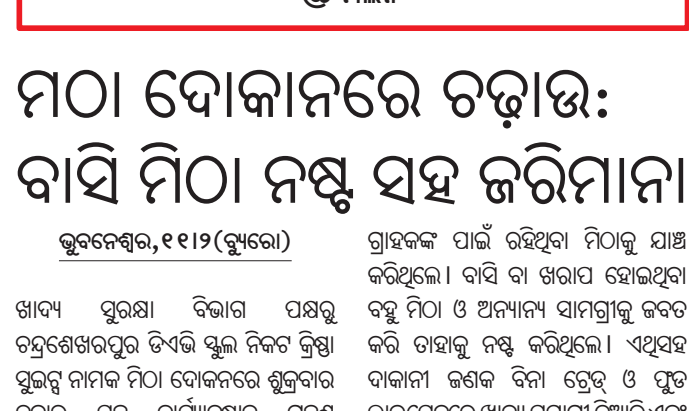 ମଠା ଦୋକାନରେ ଚଢ଼ାଉ:
ବାସି ମିଠା ନଷ୍ଟ ସହ ଜରିମାନା
ଭୁବନେଶ୍ୱର,୧୧।୨(ବ୍ୟୁରୋ)
ଖାଦ୍ୟ ସୁରକ୍ଷା ବିଭାଗ ପକ୍ଷରୁ
ଚନ୍ଦ୍ରଶେଖରପୁର ଡିଏଭି ସ୍କୁଲ ନିକଟ କ୍ରିଷ୍ଣା
ସୁଇଟ୍ସ ନାମକ ମିଠା ଦୋକନରେ ଶୁକ୍ରବାର
ଗ୍ରାହକଙ୍କ ପାଇଁ ରହିଥିବା ମିଠାକୁ ଯାଞ୍ଚ
କରିଥିଲେ। ବାସି ବା ଖରାପ ହୋଇଥିବା
ବହୁ ମିଠା ଓ ଅନ୍ୟାନ୍ୟ ସାମଗ୍ରୀକୁ ଜବତ
କରି ତାହାକୁ ନଷ୍ଟ କରିଥିଲେ। ଏଥିସହ
ଦାକାନୀ ଜଣକ ବିନା ଟ୍ରେଡ୍ ଓ ଫୁଡ